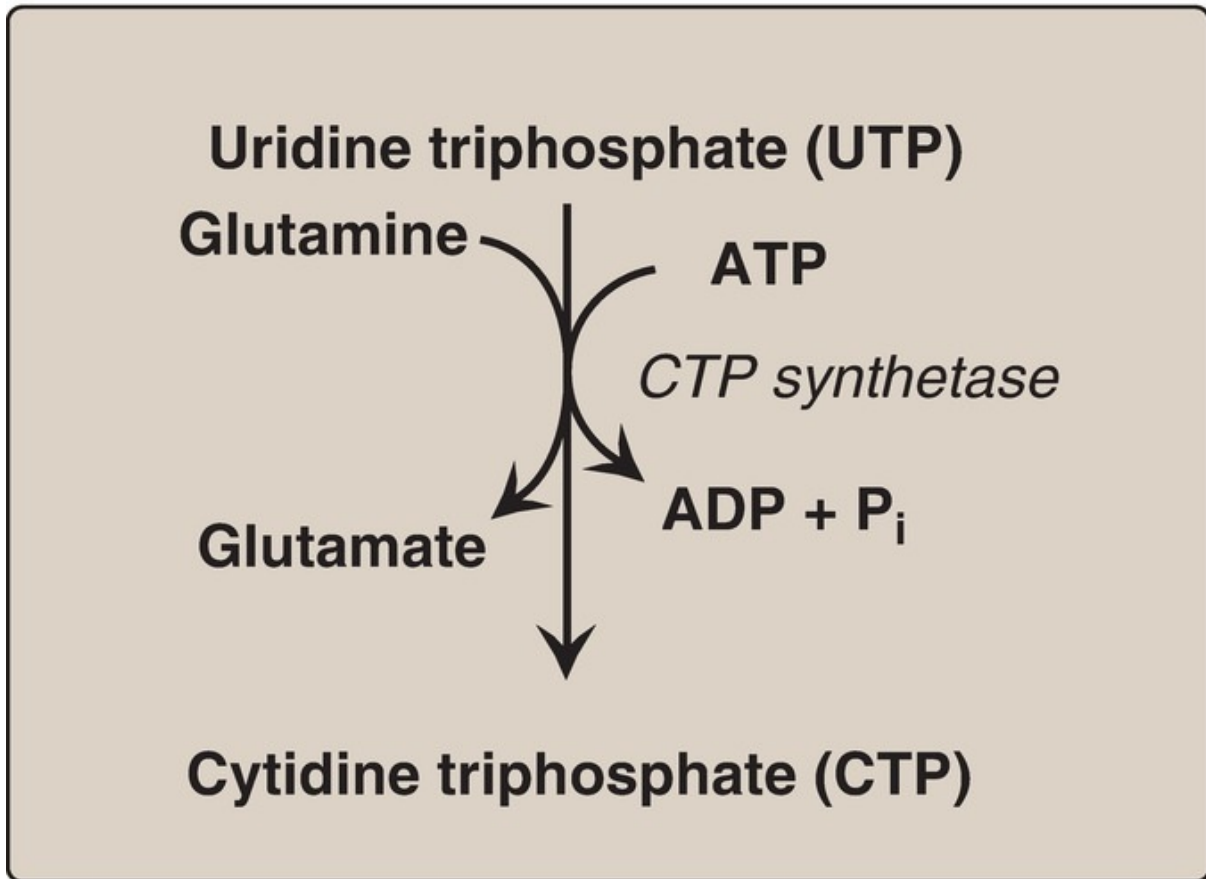 Uridine triphosphate (UTP)
Glutamine
ATP
CTP synthetase
ADP + Pi
Glutamate
Cytidine triphosphate (CTP)